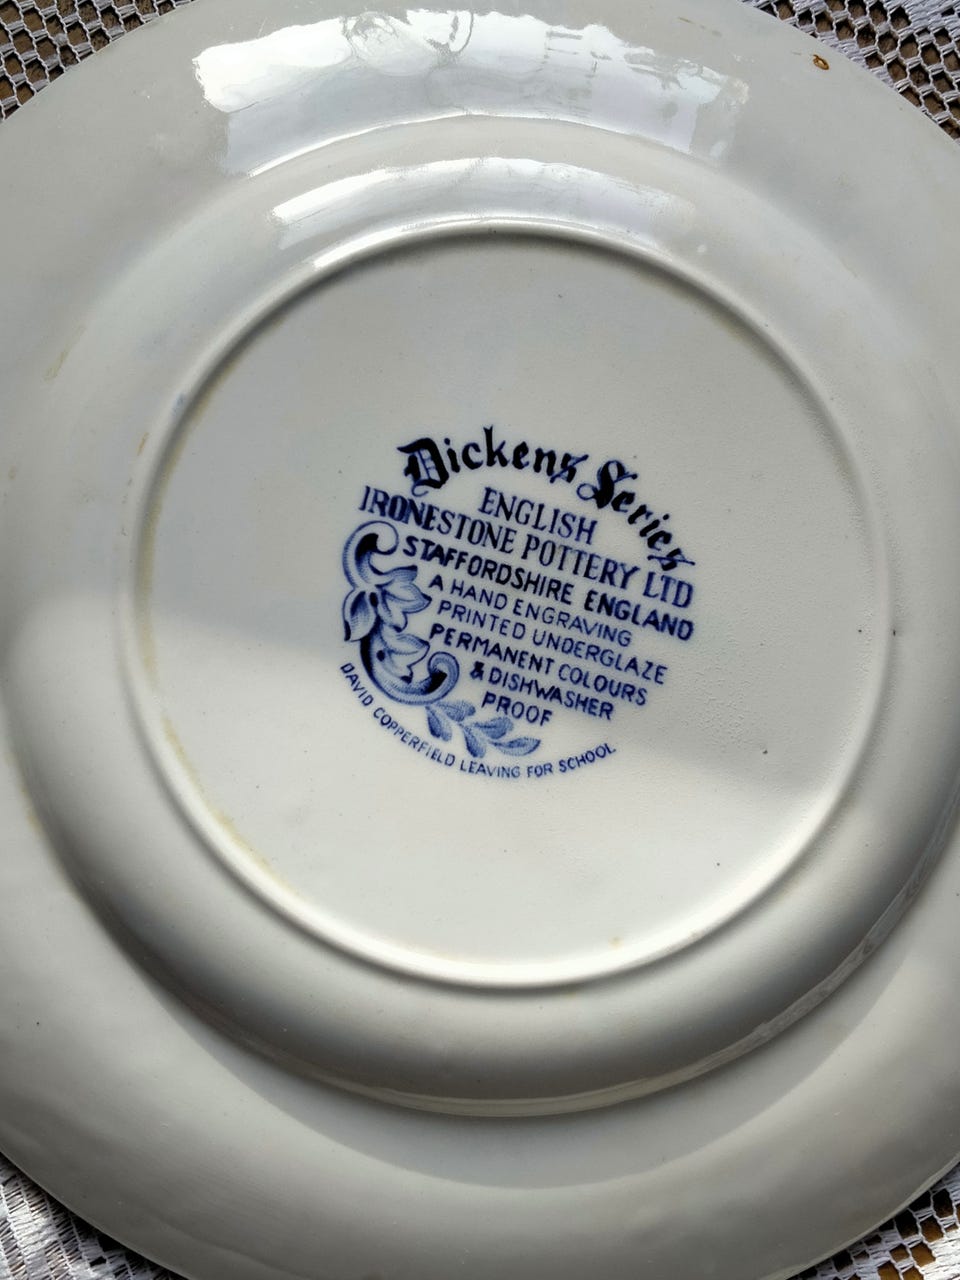 Dickens Series
ENGLISH
IRONESTONE POTTERY LTD
STAFFORDSHIRE ENGLAND
A HAND ENGRAVING
PRINTED UNDERGLAZE
PERMANENT COLOURS
& DISHWASHER
PROOF
DAVID COPPERFIELD LEAVING FOR SCHOOL.